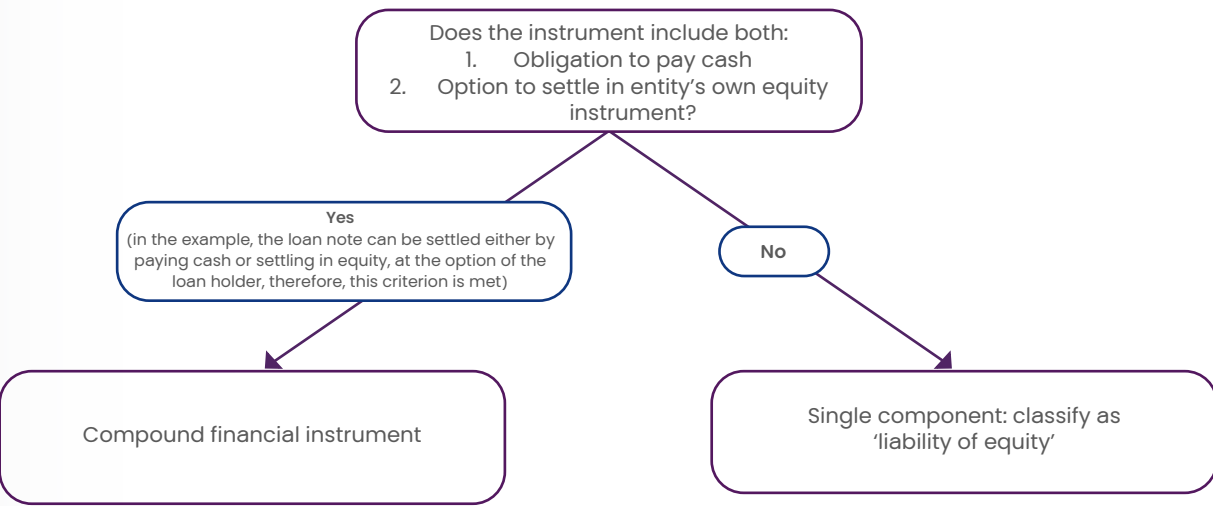 Does the instrument include both:
1. Obligation to pay cash
2. Option to settle in entity's own equity
instrument?
Yes
(in the example, the loan note can be settled either by
paying cash or settling in equity, at the option of the
loan holder, therefore, this criterion is met)
No
Compound financial instrument
Single component: classify as
'liability of equity'